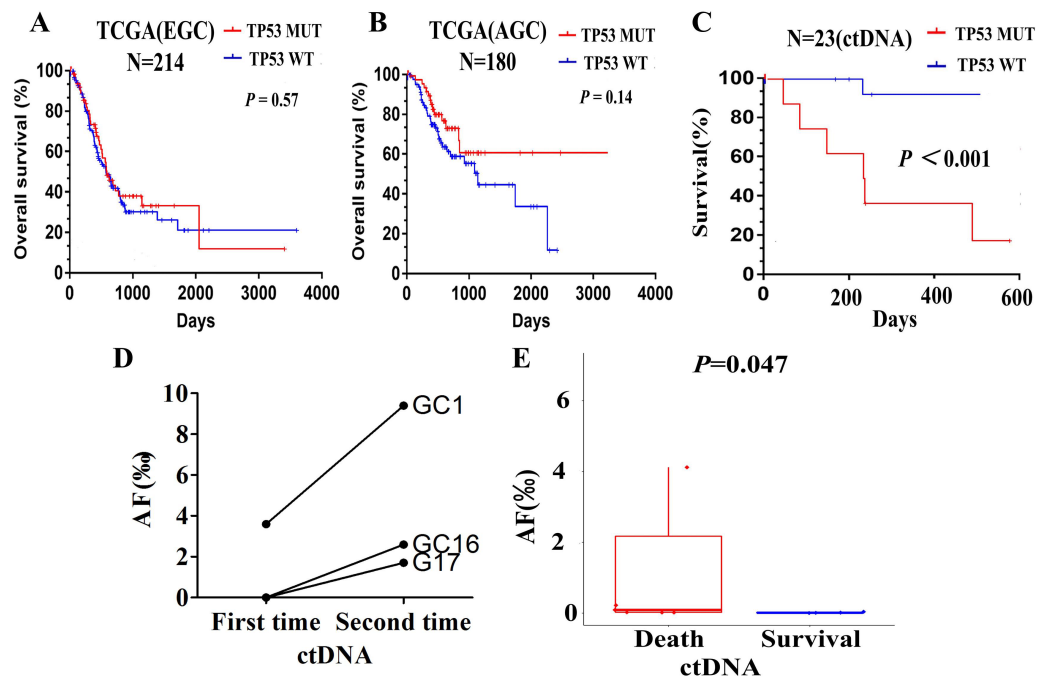 A
TCGA(EGC)
N=214
TP53 MUT
TP53 WT
P = 0.57
Overall survival (%)
100
80
60
40
20
0
0 1000 2000 3000 4000
Days
B
TCGA(AGC)
N=180
TP53 MUT
TP53 WT
P = 0.14
Overall survival (%)
100
80
60
40
20
0
0 1000 2000 3000 4000
Days
C
N=23(ctDNA)
TP53 MUT
TP53 WT
P <0.001
Survival(%)
100
80
60
40
20
0
0 200 400 600
Days
D
AF(‰)
10
8
6
4
2
0
GC1
GC16
G17
First time Second time
ctDNA
E
P=0.047
AF(‰)
6
4
2
0
Death Survival
ctDNA